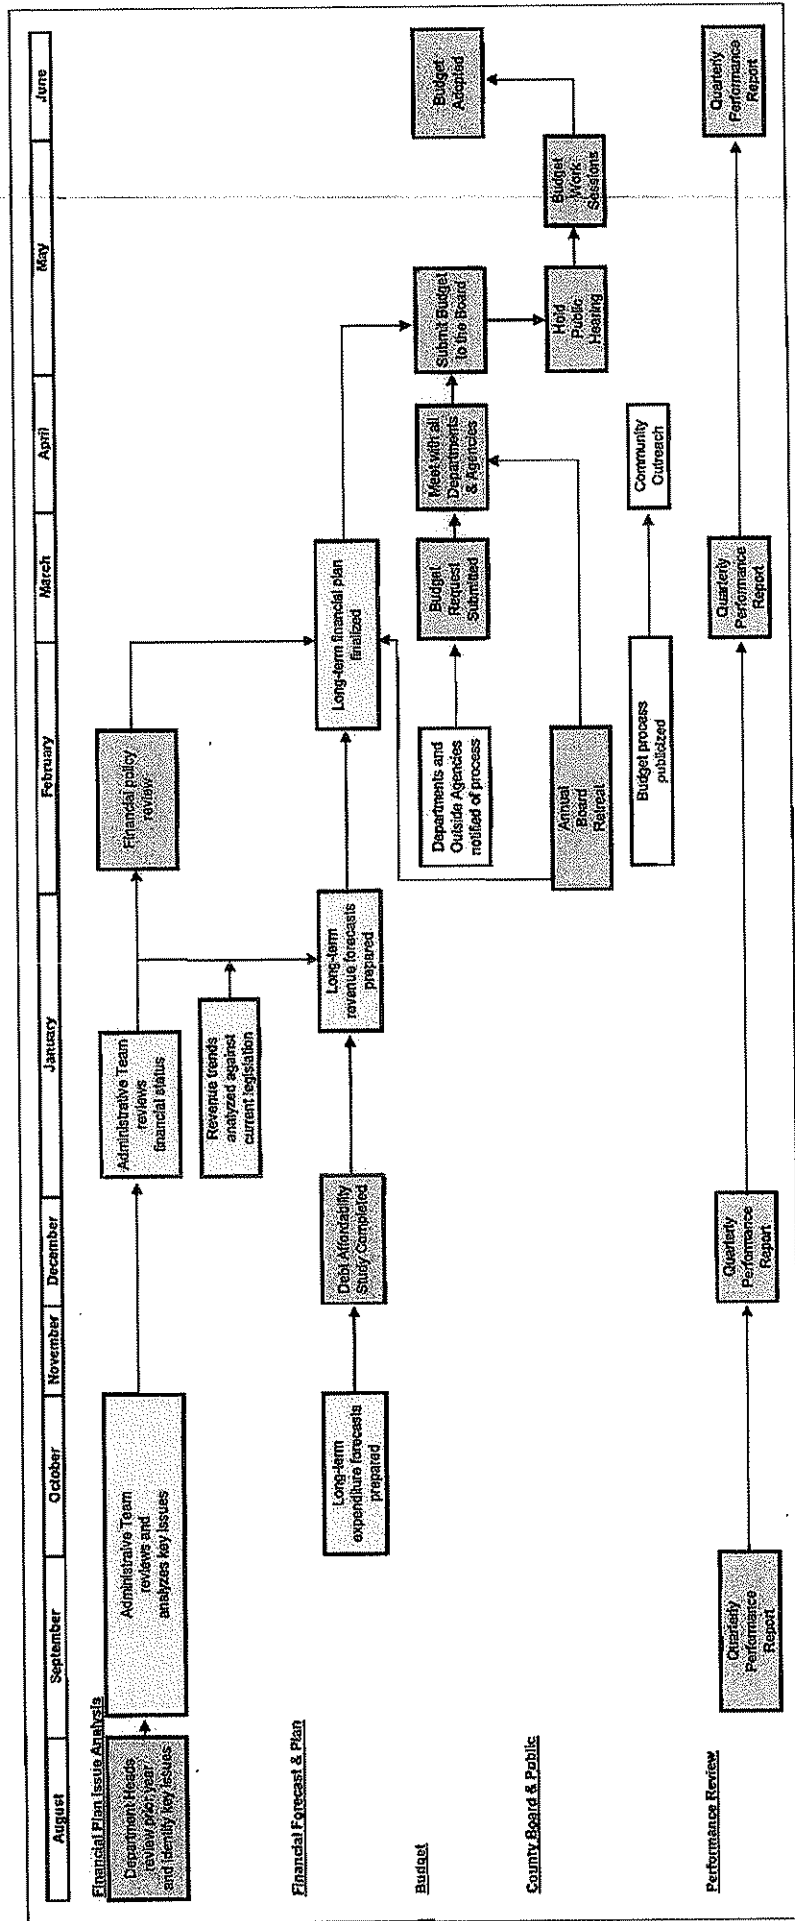 August
September
October
November
December
January
February
March
April
May
June
Financial Plan Issue Analysis
Department Heads
review prior year
and identify key issues
Administrative Team
reviews and
analyzes key issues
Administrative Team
reviews
financial status
Revenue trends
analyzed against
current legislation
Financial policy
review
Financial Forecast & Plan
Long-term
expenditure forecasts
prepared
Debt Affordability
Study Completed
Long-term
revenue forecasts
prepared
Long-term financial plan
finalized
Budget
Departments and
Outside Agencies
notified of process
Budget
Request
Submitted
Meet with all
Departments
& Agencies
Submit Budget
to the Board
Budget
Adopted
County Board & Public
Annual
Board
Retreat
Hold
Public
Hearing
Budget
Work
Sessions
Budget process
publicized
Community
Outreach
Performance Review
Quarterly
Performance
Report
Quarterly
Performance
Report
Quarterly
Performance
Report
Quarterly
Performance
Report